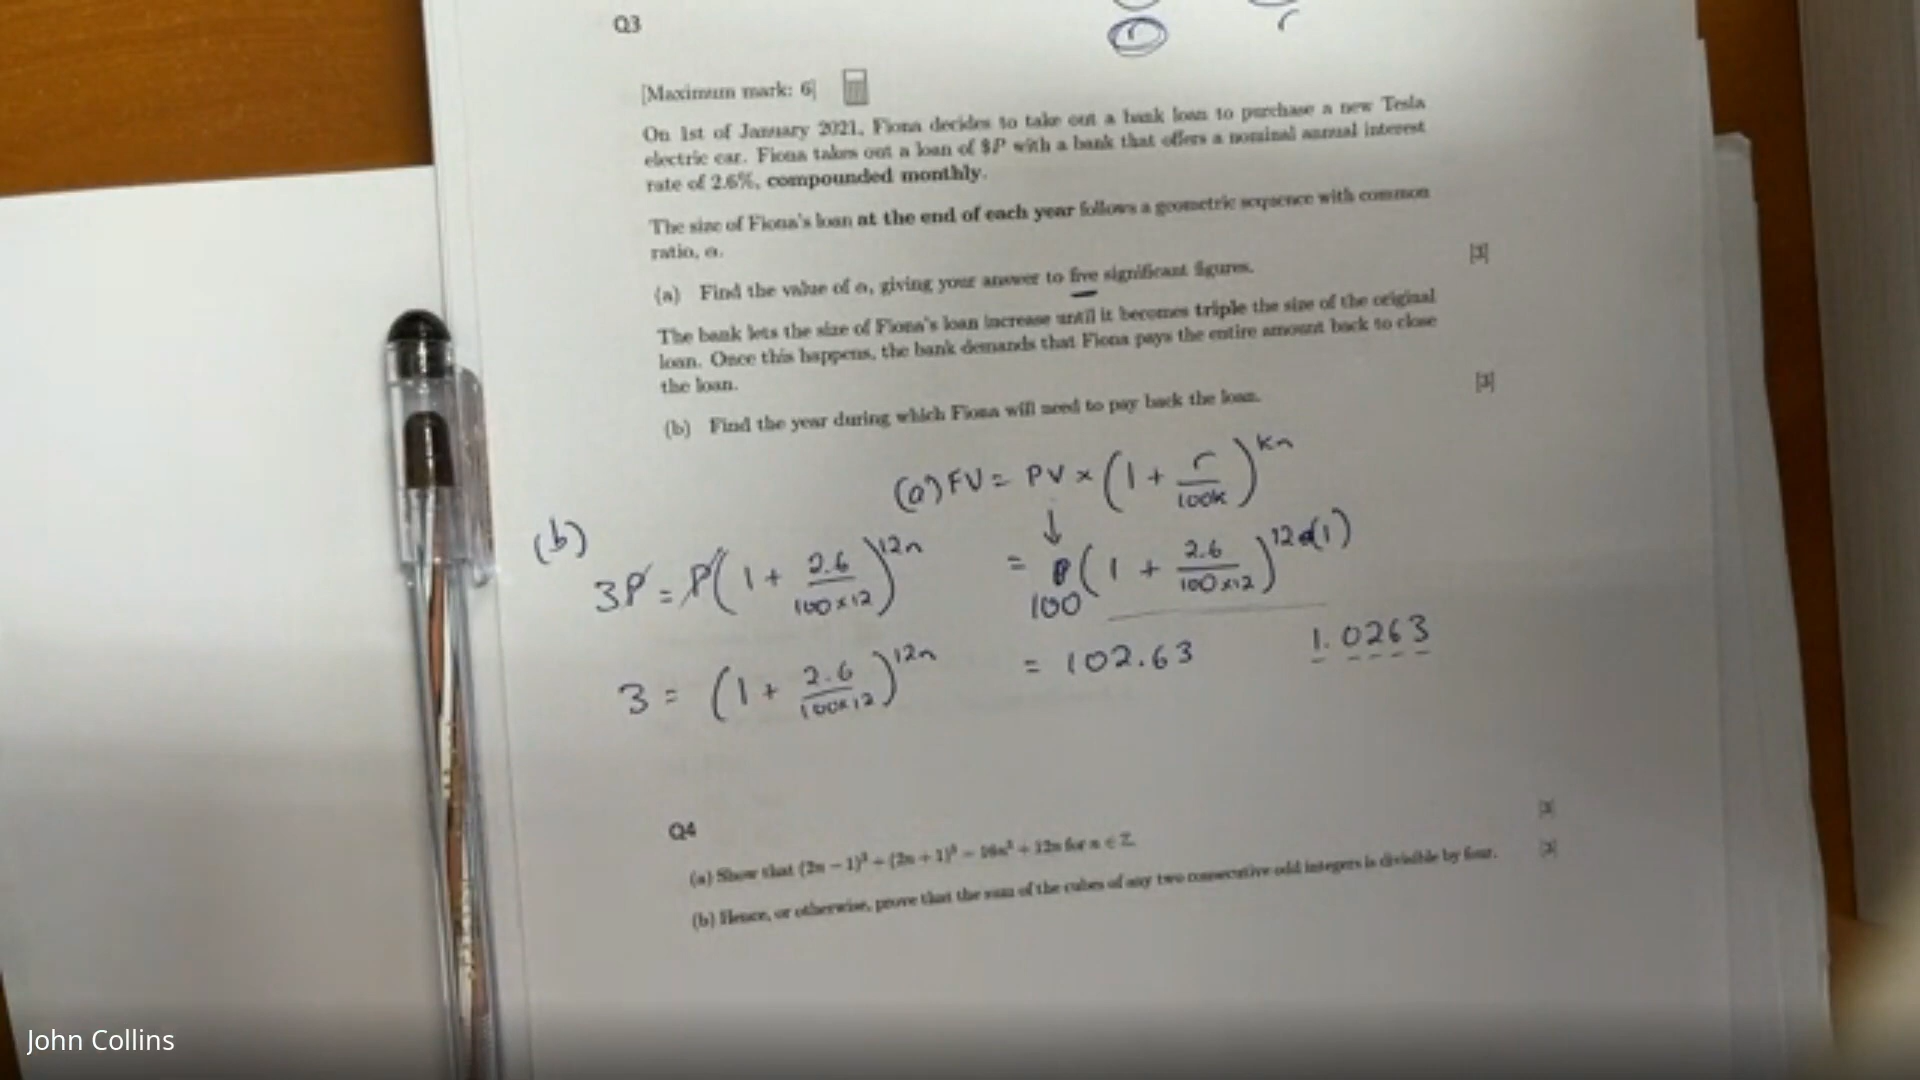 Q3
[Maximum mark: 6]
On 1st of January 2021, Fiona decides to take out a bank loan to purchase a new Tesla
electric car. Fiona takes out a loan of $P with a bank that offers a nominal annual interest
rate of 2.6%, compounded monthly.
The size of Fiona's loan at the end of each year follows a geometric sequence with common
ratio, α.
(a) Find the value of α, giving your answer to five significant figures. [3]
The bank lets the size of Fiona's loan increase until it becomes triple the size of the original
loan. Once this happens, the bank demands that Fiona pays the entire amount back to close
the loan.
(b) Find the year during which Fiona will need to pay back the loan. [3]
(a) FV = PV × (1 + r/100k)^kn
= P(1 + 2.6/100×12)^12(1)
100
= 102.63
1.0263
(b)
3P = P(1 + 2.6/100×12)^12n
3 = (1 + 2.6/100×12)^12n
Q4
(a) Show that (2n − 1)³ + (2n + 1)³ = 16n³ + 12n for n ∈ ℤ. [3]
(b) Hence, or otherwise, prove that the sum of the cubes of any two consecutive odd integers is divisible by four. [3]
John Collins